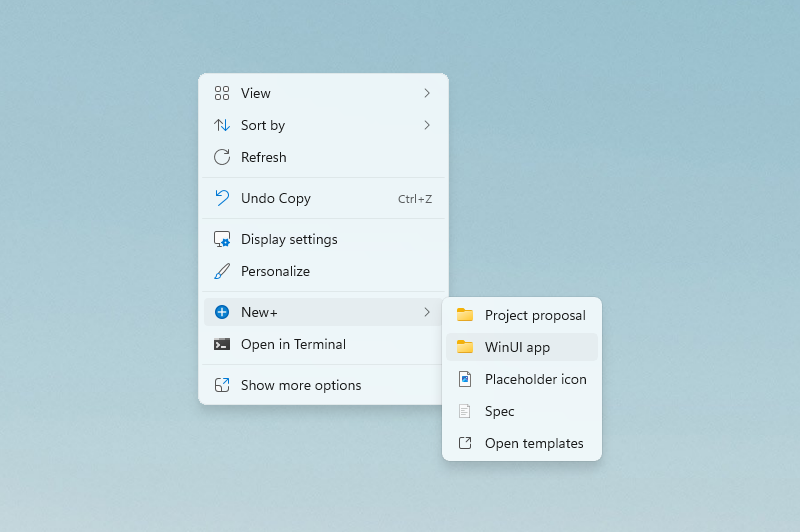 View
Sort by
Refresh
Undo Copy Ctrl+Z
Display settings
Personalize
New+
Open in Terminal
Show more options
Project proposal
WinUI app
Placeholder icon
Spec
Open templates